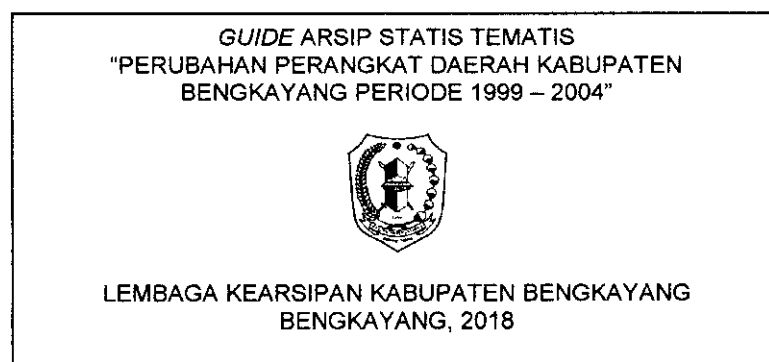 GUIDE ARSIP STATIS TEMATIS
"PERUBAHAN PERANGKAT DAERAH KABUPATEN
BENGKAYANG PERIODE 1999 – 2004"
LEMBAGA KEARSIPAN KABUPATEN BENGKAYANG
BENGKAYANG, 2018